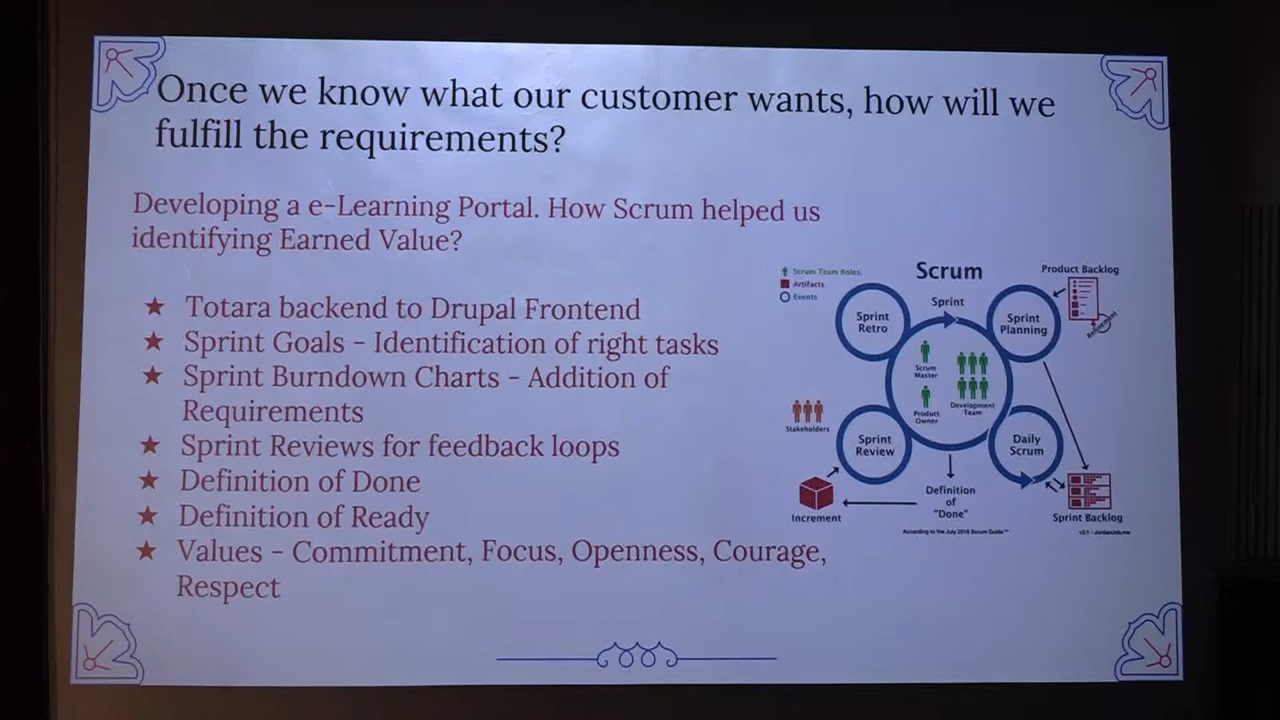 Once we know what our customer wants, how will we
fulfill the requirements?
Developing a e-Learning Portal. How Scrum helped us
identifying Earned Value?
★ Totara backend to Drupal Frontend
★ Sprint Goals - Identification of right tasks
★ Sprint Burndown Charts - Addition of
Requirements
★ Sprint Reviews for feedback loops
★ Definition of Done
★ Definition of Ready
★ Values - Commitment, Focus, Openness, Courage,
Respect
Scrum
Scrum Team Roles
Artifacts
Events
Product Backlog
Sprint
Sprint
Retro
Sprint
Planning
Refinement
Scrum
Master
Product
Owner
Development
Team
Stakeholders
Sprint
Review
Daily
Scrum
Definition
of
"Done"
Increment
Sprint Backlog
According to the July 2016 Scrum Guide™